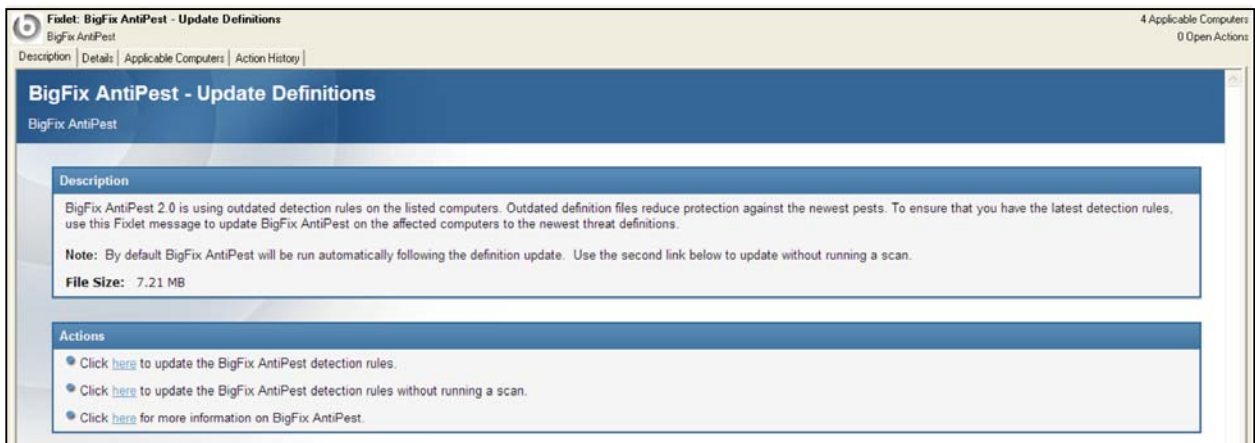 Fixlet: BigFix AntiPest - Update Definitions
BigFix AntiPest
4 Applicable Computers
0 Open Actions
Description Details Applicable Computers Action History
BigFix AntiPest - Update Definitions
BigFix AntiPest
Description
BigFix AntiPest 2.0 is using outdated detection rules on the listed computers. Outdated definition files reduce protection against the newest pests. To ensure that you have the latest detection rules,
use this Fixlet message to update BigFix AntiPest on the affected computers to the newest threat definitions.
Note: By default BigFix AntiPest will be run automatically following the definition update. Use the second link below to update without running a scan.
File Size: 7.21 MB
Actions
Click here to update the BigFix AntiPest detection rules.
Click here to update the BigFix AntiPest detection rules without running a scan.
Click here for more information on BigFix AntiPest.